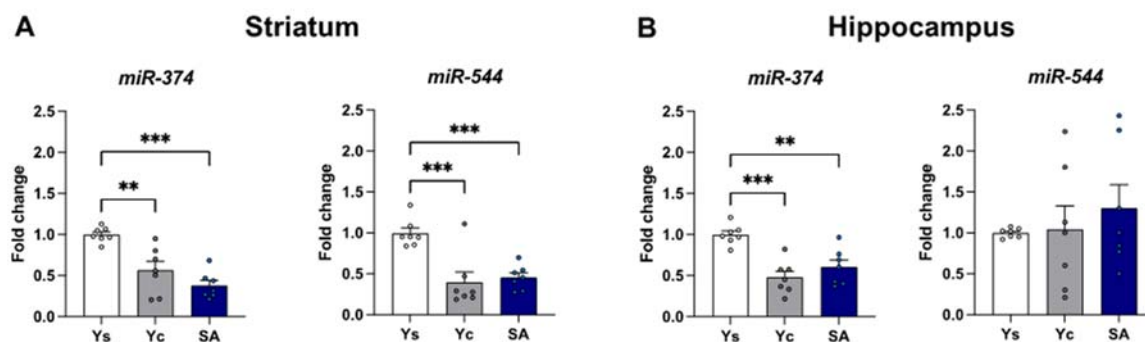 A Striatum
miR-374
Fold change
2.5
2.0
1.5
1.0
0.5
0.0
***
**
Ys Yc SA
miR-544
Fold change
2.5
2.0
1.5
1.0
0.5
0.0
***
***
Ys Yc SA
B Hippocampus
miR-374
Fold change
2.5
2.0
1.5
1.0
0.5
0.0
**
***
Ys Yc SA
miR-544
Fold change
2.5
2.0
1.5
1.0
0.5
0.0
Ys Yc SA